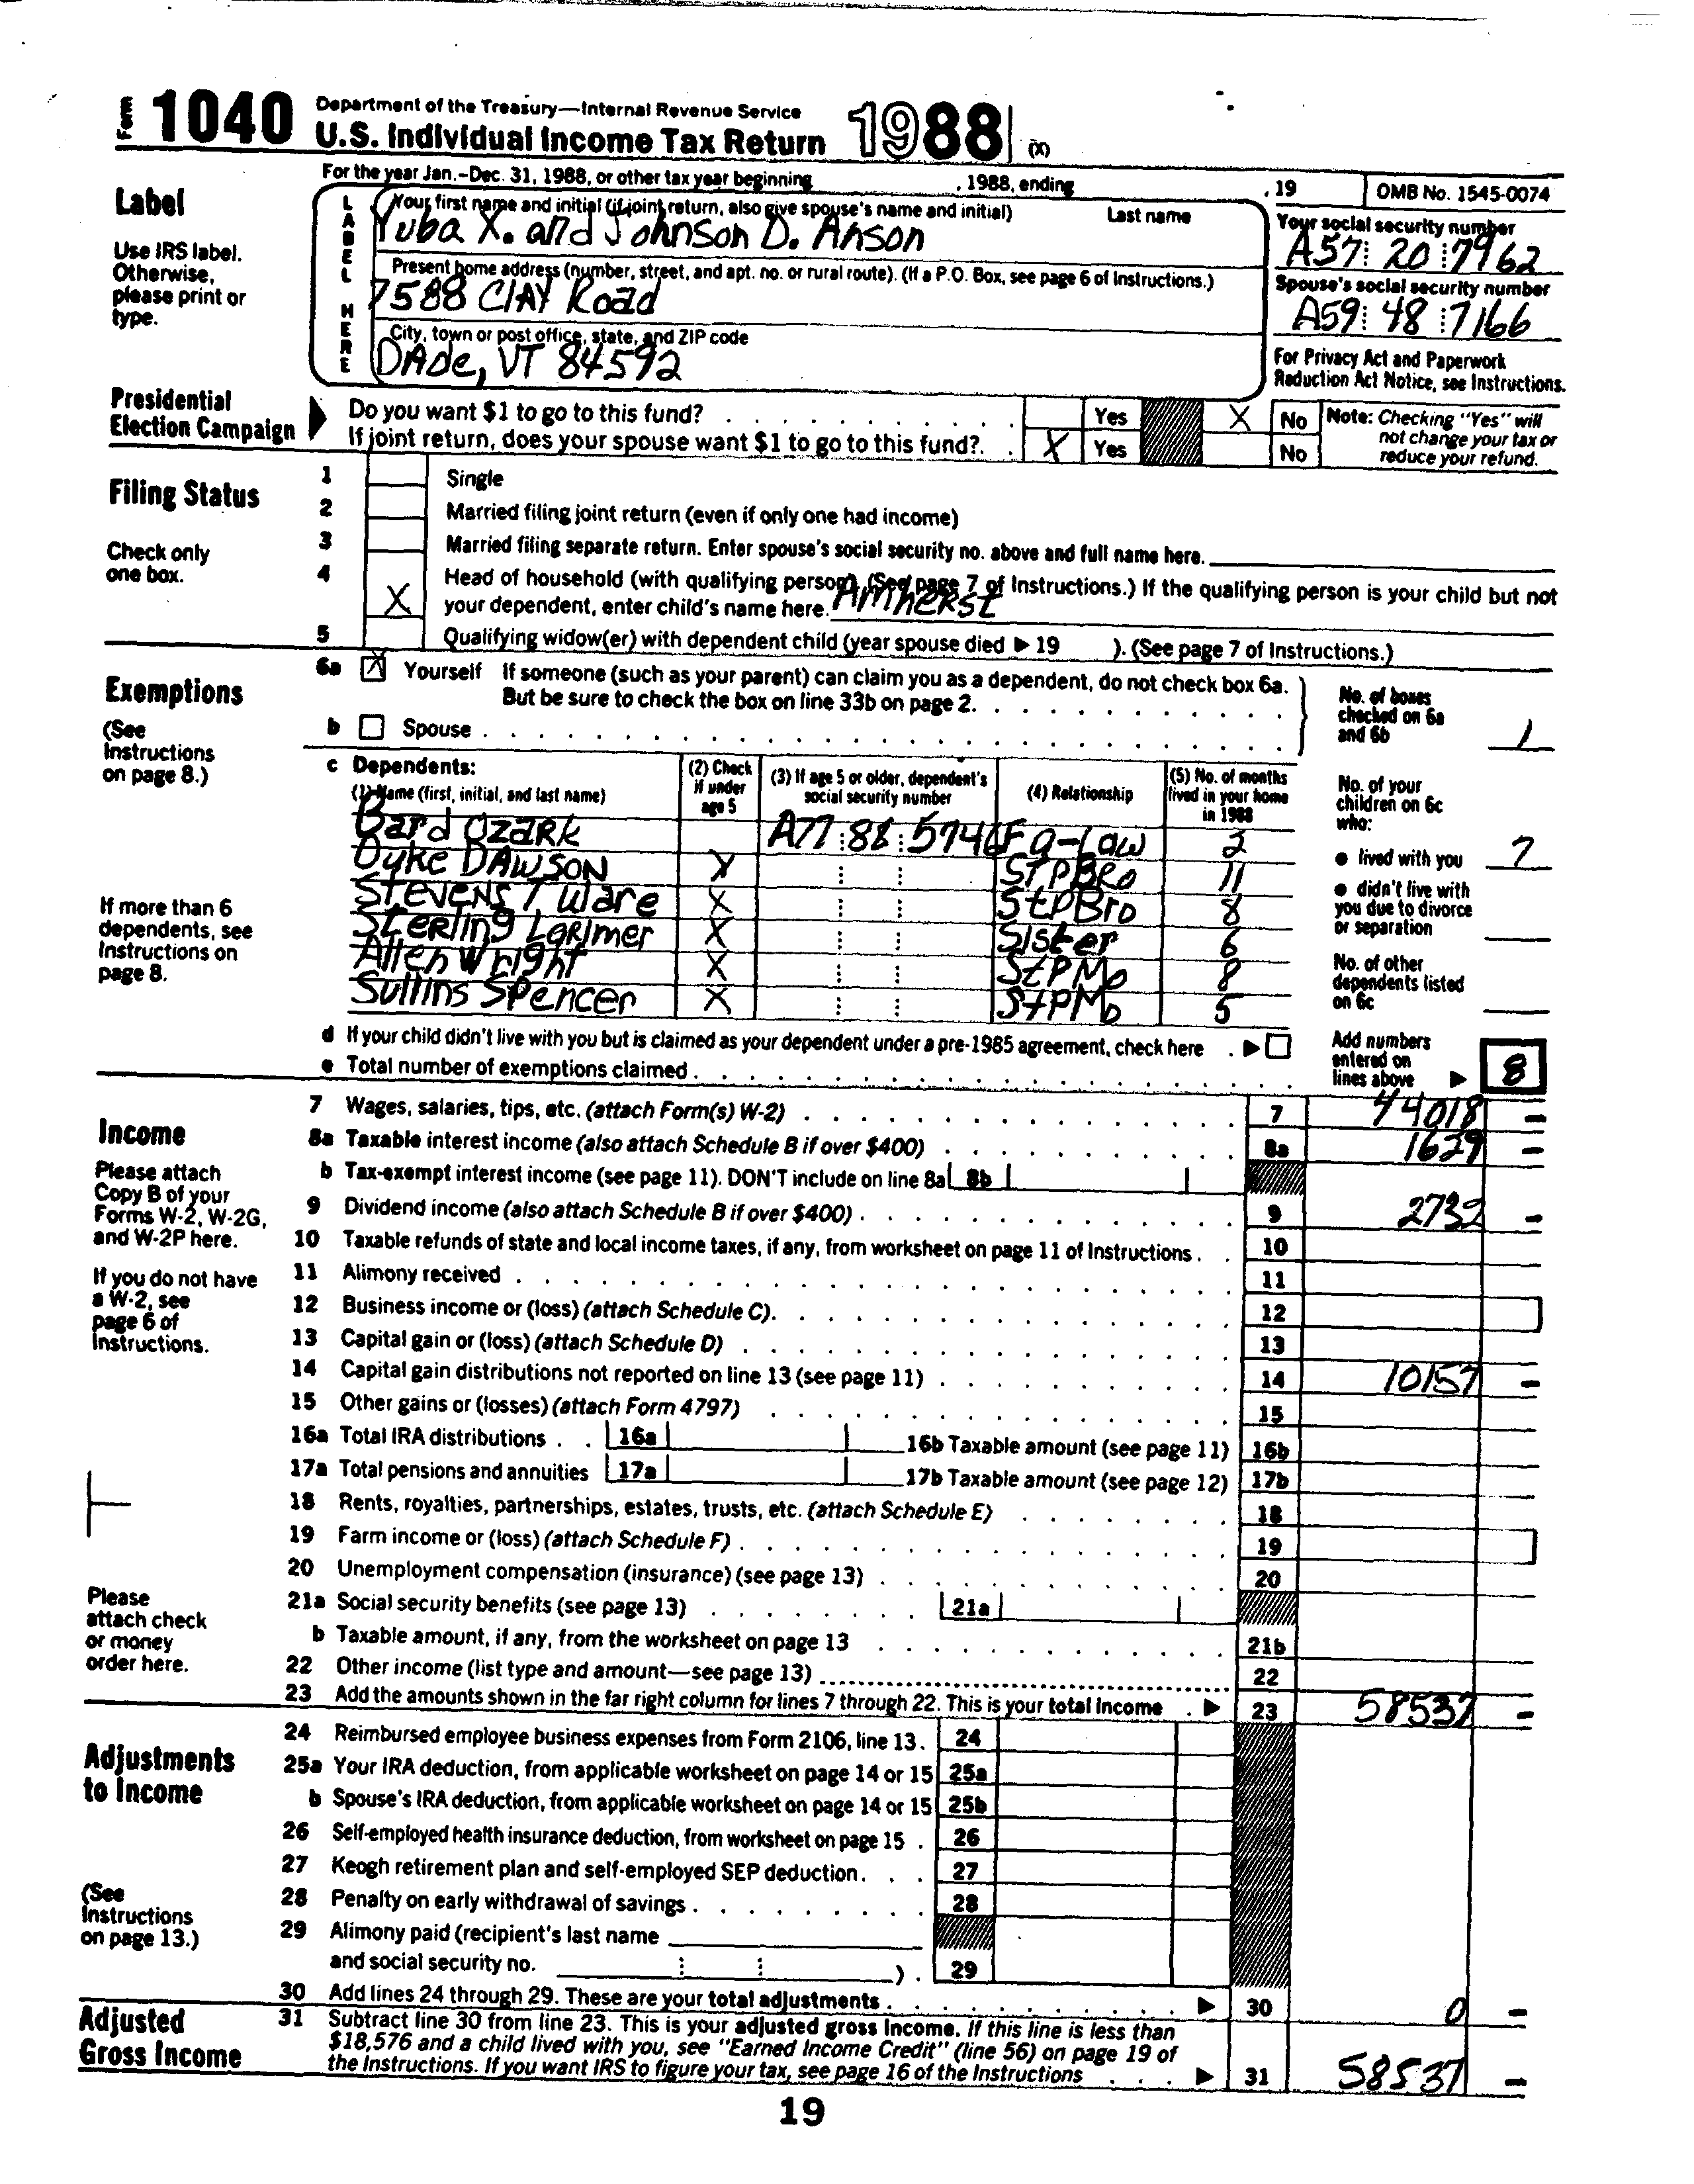 Form 1040 Department of the Treasury—Internal Revenue Service
U.S. Individual Income Tax Return 1988 (X)
For the year Jan.–Dec. 31, 1988, or other tax year beginning , 1988, ending , 19 OMB No. 1545-0074
Label
Use IRS label. Otherwise, please print or type.
LABEL HERE
Your first name and initial (if joint return, also give spouse's name and initial) Last name
Yuba X. and Johnson D. Anson
Your social security number
A57 20 7962
Present home address (number, street, and apt. no. or rural route). (If a P.O. Box, see page 6 of Instructions.)
7588 Clay Road
Spouse's social security number
A59 48 7166
City, town or post office, state, and ZIP code
DAde, VT 84592
For Privacy Act and Paperwork Reduction Act Notice, see Instructions.
Presidential Election Campaign
Do you want $1 to go to this fund? Yes X No
If joint return, does your spouse want $1 to go to this fund? X Yes No
Note: Checking "Yes" will not change your tax or reduce your refund.
Filing Status
Check only one box.
1 Single
2 Married filing joint return (even if only one had income)
3 Married filing separate return. Enter spouse's social security no. above and full name here.
4 X Head of household (with qualifying person). (See page 7 of Instructions.) If the qualifying person is your child but not
your dependent, enter child's name here. Amherst
5 Qualifying widow(er) with dependent child (year spouse died ▶ 19 ). (See page 7 of Instructions.)
Exemptions
(See Instructions on page 8.)
6a X Yourself If someone (such as your parent) can claim you as a dependent, do not check box 6a.
But be sure to check the box on line 33b on page 2.
b Spouse
No. of boxes checked on 6a and 6b 1
c Dependents:
(1) Name (first, initial, and last name) (2) Check if under age 5 (3) If age 5 or older, dependent's social security number (4) Relationship (5) No. of months lived in your home in 1988
Bard Ozark A77 88 5746 Fa-Law
Dyke DAWSON X STPBRo 11
Stevens Tulare X StPBro 8
Sterling Lorimer X Sister 6
Allen Wright X StPMo 8
Sullins Spencer X StPMo 5
If more than 6 dependents, see Instructions on page 8.
No. of your children on 6c who:
● lived with you 7
● didn't live with you due to divorce or separation
No. of other dependents listed on 6c
d If your child didn't live with you but is claimed as your dependent under a pre-1985 agreement, check here ▶
e Total number of exemptions claimed
Add numbers entered on lines above ▶ 8
Income
Please attach Copy B of your Forms W-2, W-2G, and W-2P here.
If you do not have a W-2, see page 6 of Instructions.
Please attach check or money order here.
7 Wages, salaries, tips, etc. (attach Form(s) W-2) 7 44018 –
8a Taxable interest income (also attach Schedule B if over $400) 8a 1629 –
b Tax-exempt interest income (see page 11). DON'T include on line 8a 8b
9 Dividend income (also attach Schedule B if over $400) 9 2732 –
10 Taxable refunds of state and local income taxes, if any, from worksheet on page 11 of Instructions 10
11 Alimony received 11
12 Business income or (loss) (attach Schedule C) 12
13 Capital gain or (loss) (attach Schedule D) 13
14 Capital gain distributions not reported on line 13 (see page 11) 14 10157 –
15 Other gains or (losses) (attach Form 4797) 15
16a Total IRA distributions 16a 16b Taxable amount (see page 11) 16b
17a Total pensions and annuities 17a 17b Taxable amount (see page 12) 17b
18 Rents, royalties, partnerships, estates, trusts, etc. (attach Schedule E) 18
19 Farm income or (loss) (attach Schedule F) 19
20 Unemployment compensation (insurance) (see page 13) 20
21a Social security benefits (see page 13) 21a
b Taxable amount, if any, from the worksheet on page 13 21b
22 Other income (list type and amount—see page 13) 22
23 Add the amounts shown in the far right column for lines 7 through 22. This is your total income ▶ 23 58537 –
Adjustments to Income
(See Instructions on page 13.)
24 Reimbursed employee business expenses from Form 2106, line 13 24
25a Your IRA deduction, from applicable worksheet on page 14 or 15 25a
b Spouse's IRA deduction, from applicable worksheet on page 14 or 15 25b
26 Self-employed health insurance deduction, from worksheet on page 15 26
27 Keogh retirement plan and self-employed SEP deduction 27
28 Penalty on early withdrawal of savings 28
29 Alimony paid (recipient's last name
and social security no. ) 29
30 Add lines 24 through 29. These are your total adjustments ▶ 30 0 –
Adjusted Gross Income
31 Subtract line 30 from line 23. This is your adjusted gross income. If this line is less than
$18,576 and a child lived with you, see "Earned Income Credit" (line 56) on page 19 of
the Instructions. If you want IRS to figure your tax, see page 16 of the Instructions ▶ 31 58537 –
19